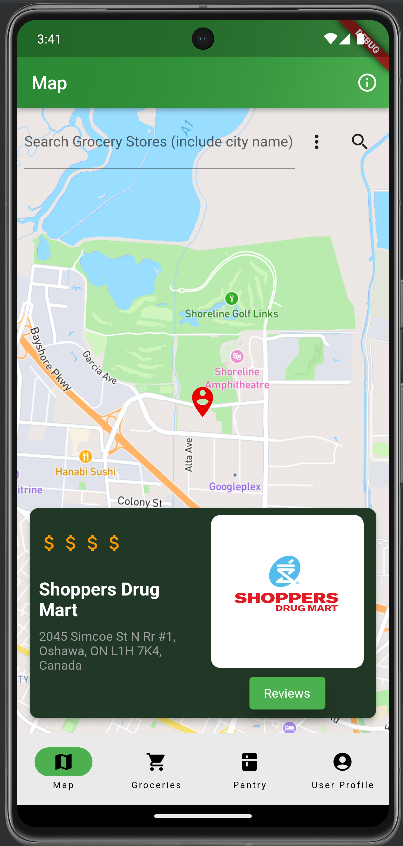 3:41
DEBUG
Map
A1
Search Grocery Stores (include city name)
Shoreline Golf Links
Bayshore Pkwy
Garcia Ave
Shoreline
Amphitheatre
Alta Ave
Hanabi Sushi
itrine
Googleplex
Colony St
$ $ $ $
Shoppers Drug
Mart
2045 Simcoe St N Rr #1,
Oshawa, ON L1H 7K4,
Canada
SHOPPERS
DRUG MART
Reviews
Map
Groceries
Pantry
User Profile